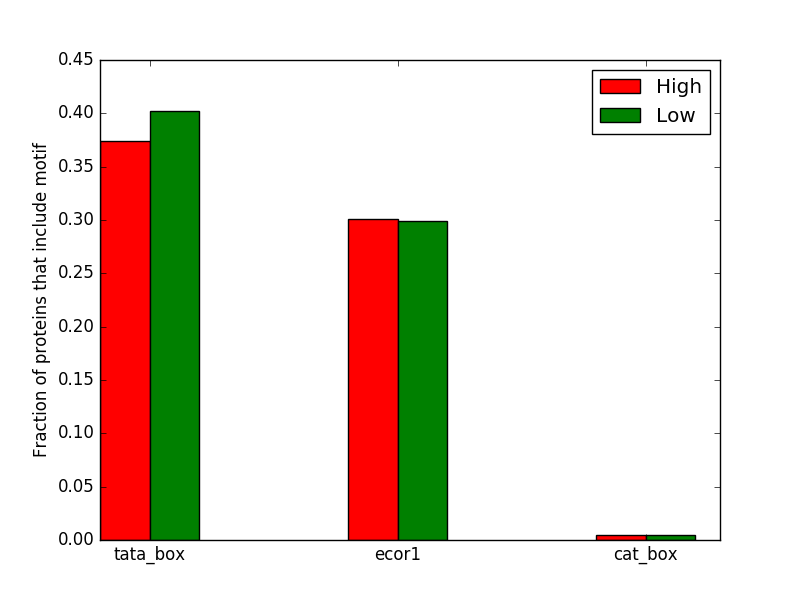 Fraction of proteins that include motif
0.45
0.40
0.35
0.30
0.25
0.20
0.15
0.10
0.05
0.00
tata_box
ecor1
cat_box
High
Low